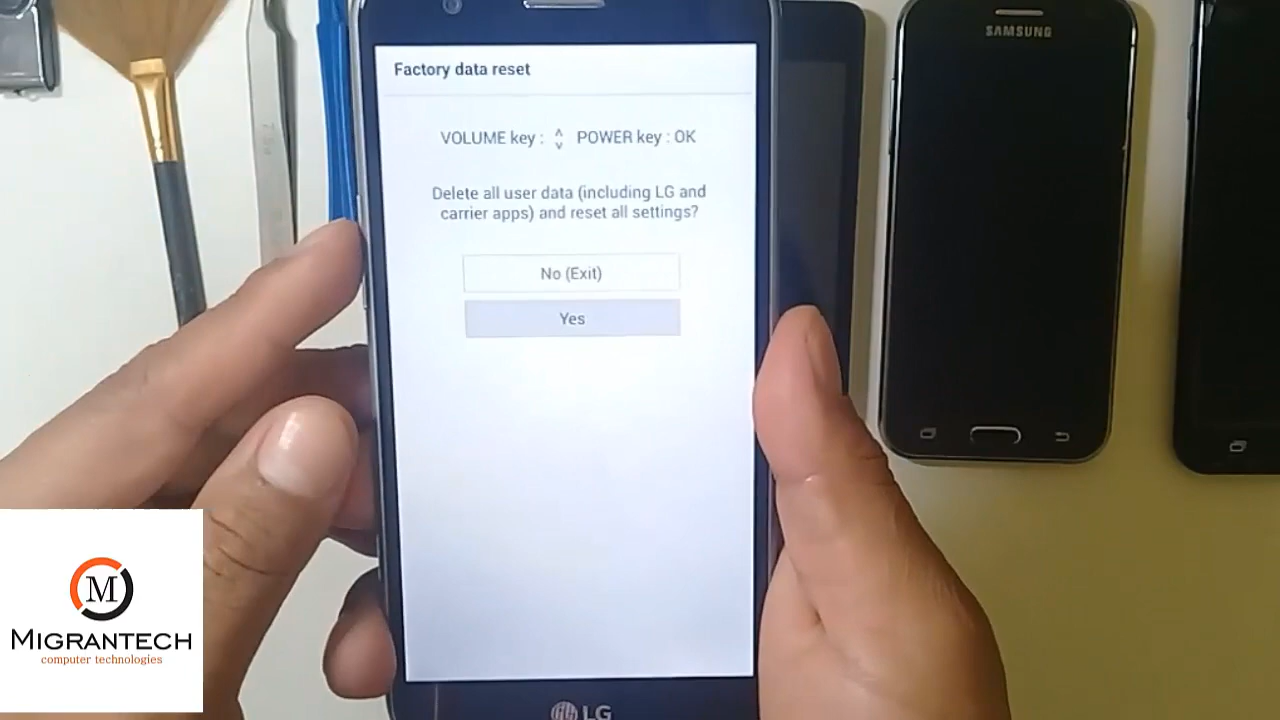 SAMSUNG
Factory data reset
VOLUME key : POWER key : OK
Delete all user data (including LG and
carrier apps) and reset all settings?
No (Exit)
Yes
M
MIGRANTECH
computer technologies
LG